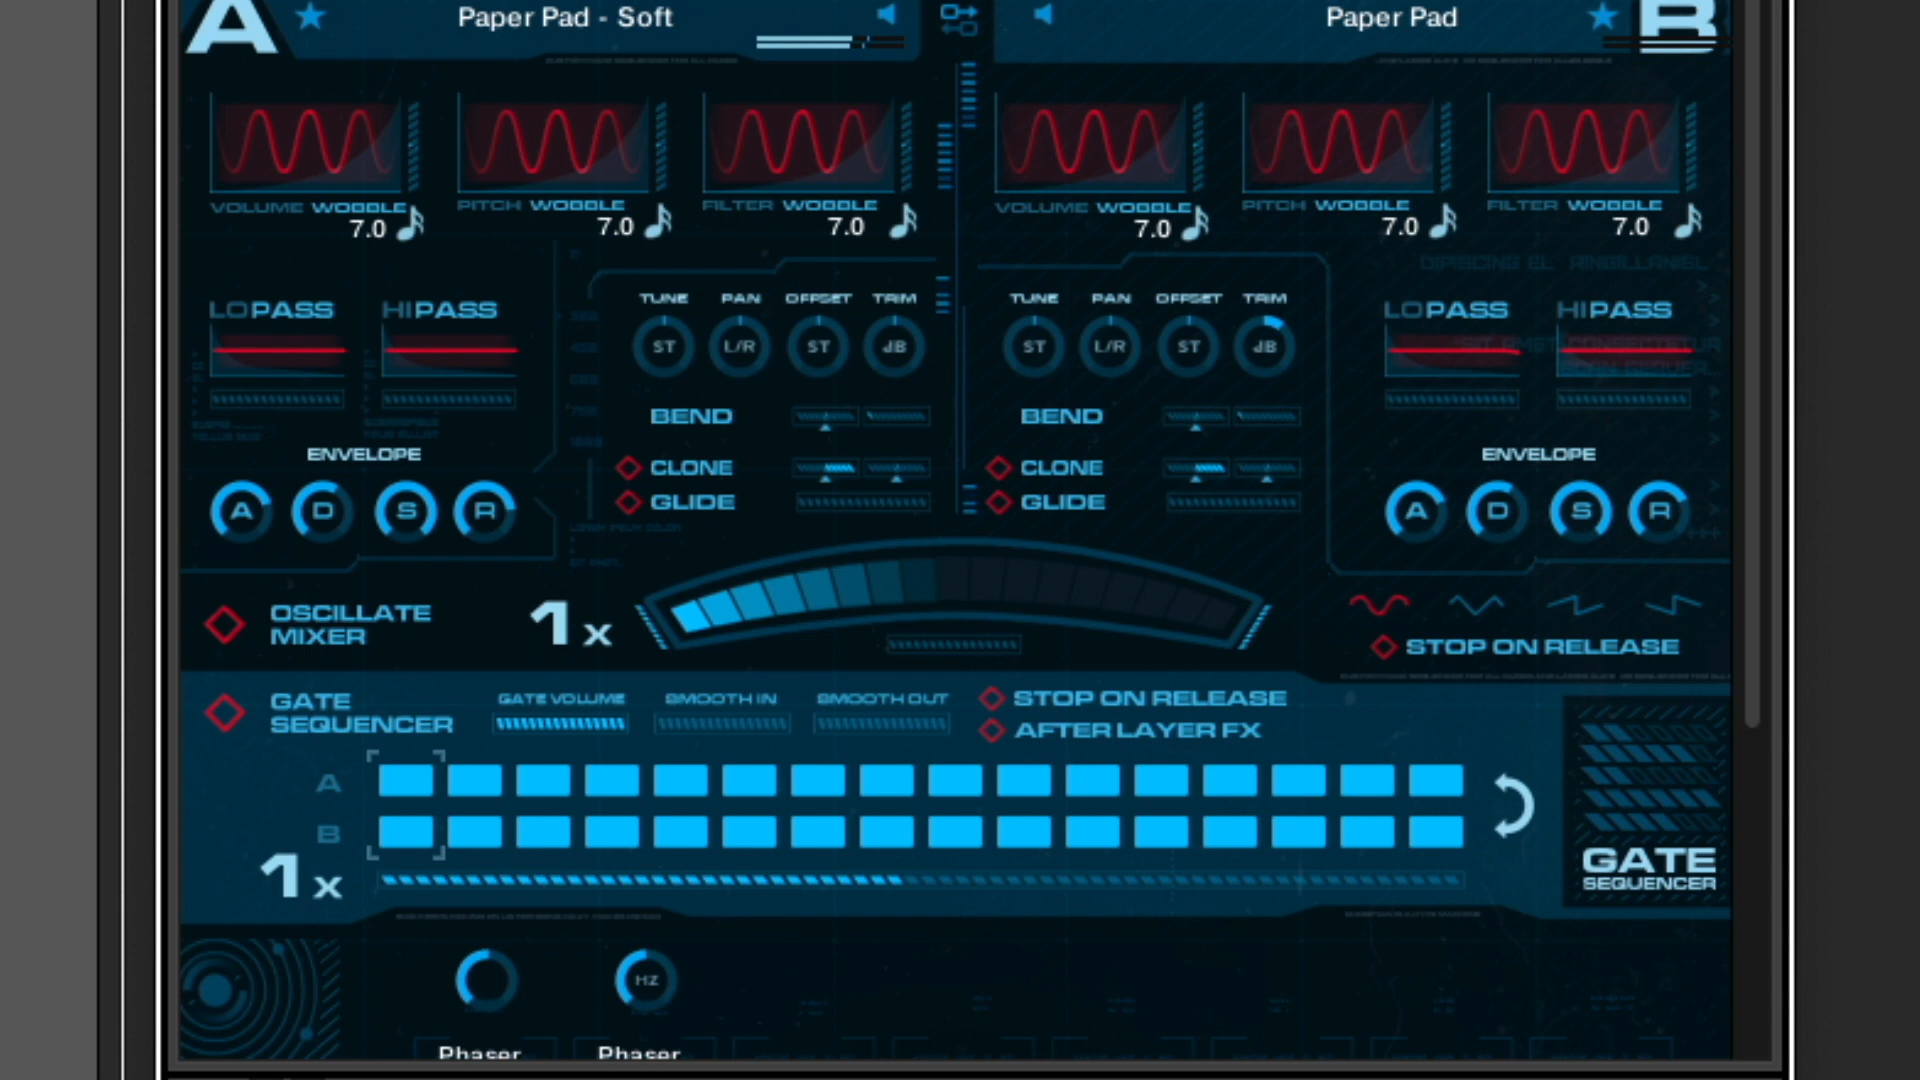 A Paper Pad - Soft Paper Pad B
VOLUME WOBBLE PITCH WOBBLE FILTER WOBBLE VOLUME WOBBLE PITCH WOBBLE FILTER WOBBLE
7.0 7.0 7.0 7.0 7.0 7.0
TUNE PAN OFFSET TRIM TUNE PAN OFFSET TRIM
LOPASS HIPASS LOPASS HIPASS
ST L/R ST dB ST L/R ST dB
BEND BEND
ENVELOPE ENVELOPE
CLONE CLONE
GLIDE GLIDE
A D S R A D S R
OSCILLATE
MIXER
1x
STOP ON RELEASE
GATE
SEQUENCER
GATE VOLUME SMOOTH IN SMOOTH OUT
STOP ON RELEASE
AFTER LAYER FX
A
B
1x
GATE
SEQUENCER
HZ
Phaser Phaser